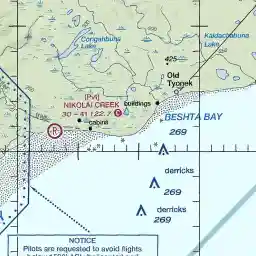 Congahbuna
Lake
Kaldachabuna
Lake
425
Old
Tyonek
[Pvt]
NIKOLAI CREEK
30 - 41 122.7 C
buildings
BESHTA BAY
R
cabins
269
derricks
269
derricks
269
NOTICE
Pilots are requested to avoid flights